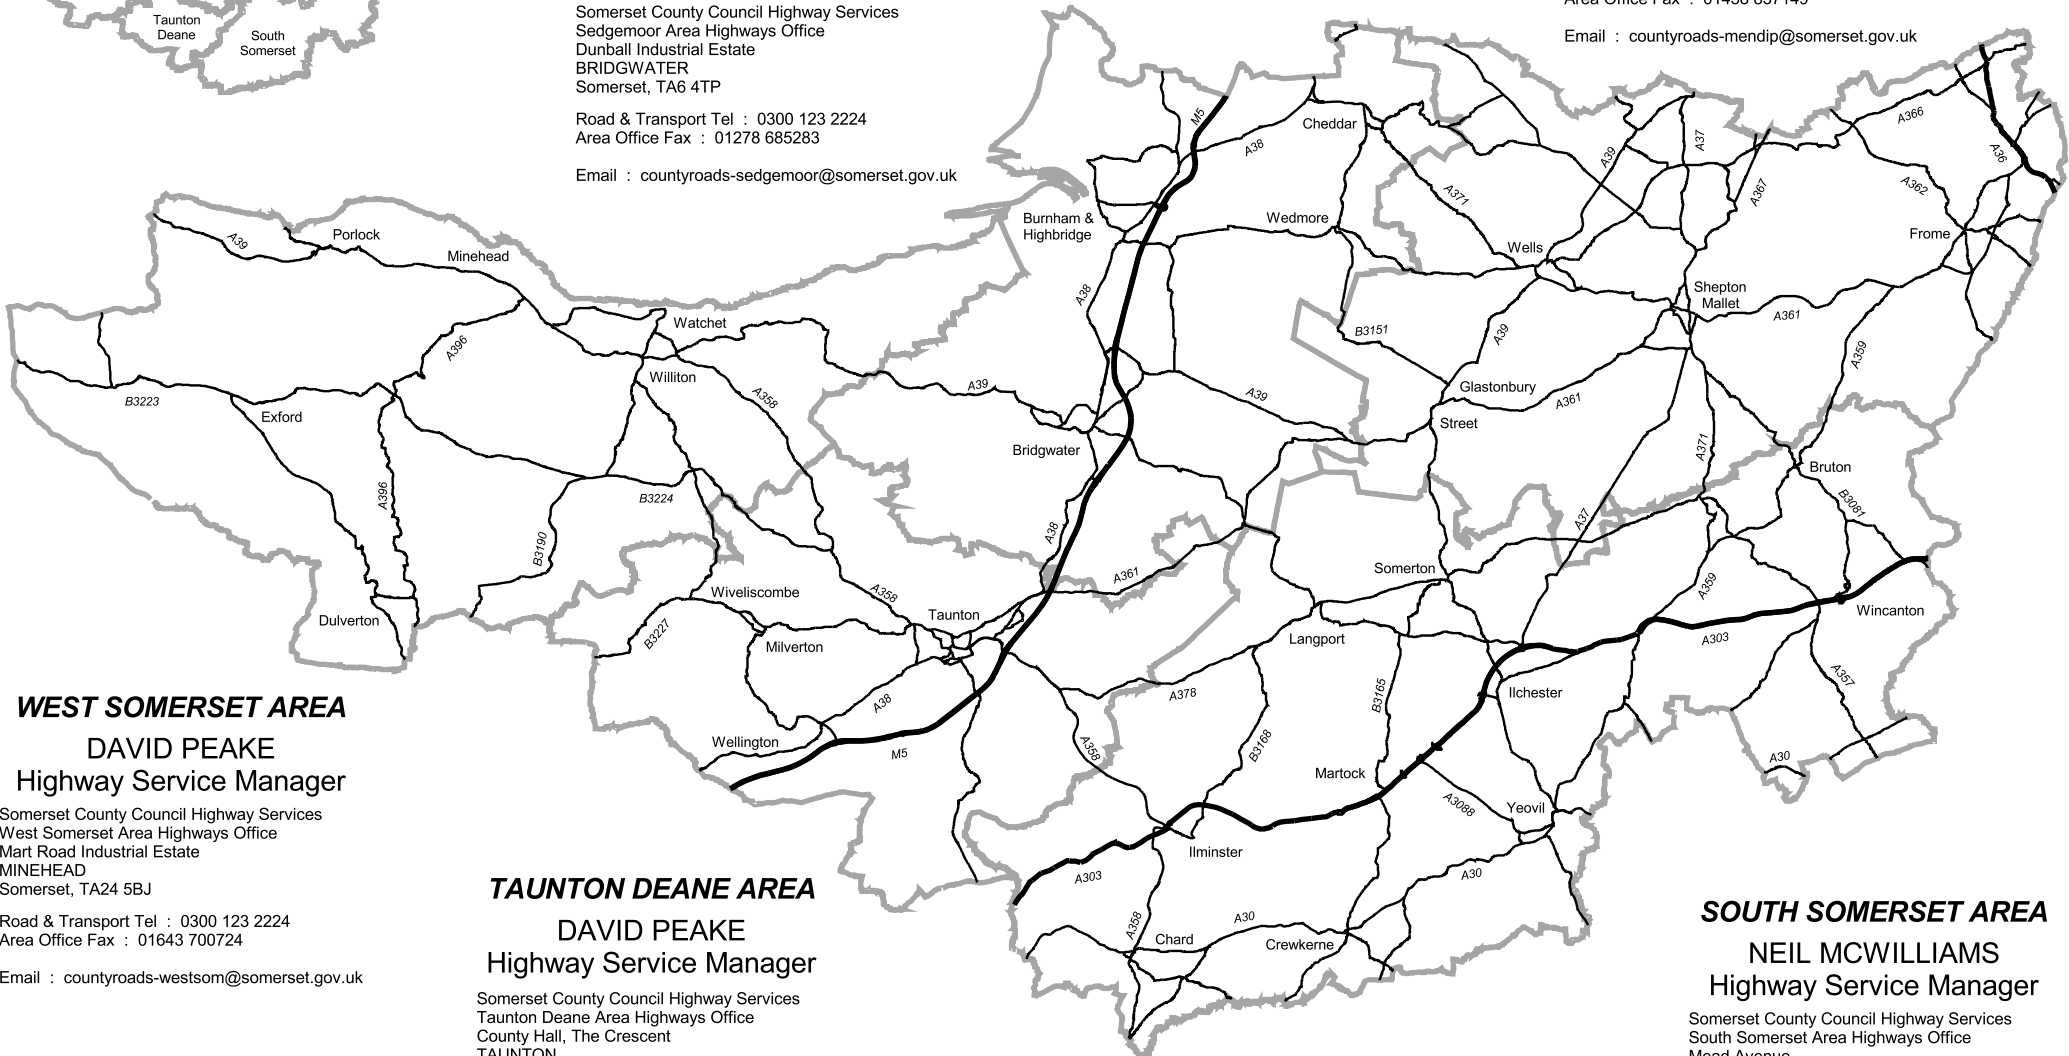 Taunton
Deane
South
Somerset
Somerset County Council Highway Services
Sedgemoor Area Highways Office
Dunball Industrial Estate
BRIDGWATER
Somerset, TA6 4TP
Road & Transport Tel : 0300 123 2224
Area Office Fax : 01278 685283
Email : countyroads-sedgemoor@somerset.gov.uk
Email : countyroads-mendip@somerset.gov.uk
M5
A38
Cheddar
A39
A37
A366
A36
A367
A362
A371
Burnham &
Highbridge
Wedmore
Wells
Frome
A39
Porlock
Minehead
A38
Shepton
Mallet
A361
Watchet
B3151
A39
A359
A396
Williton
A358
A39
A39
Glastonbury
A361
B3223
Exford
Street
Bridgwater
A371
Bruton
A396
B3224
B3081
A37
B3190
A38
A361
Somerton
A359
A358
Wiveliscombe
Taunton
Wincanton
Dulverton
B3227
Milverton
Langport
A303
A357
A378
B3165
Ilchester
A38
Wellington
M5
A358
B3168
Martock
A30
A3088
Yeovil
Ilminster
A303
A30
A358
A30
Chard
Crewkerne
WEST SOMERSET AREA
DAVID PEAKE
Highway Service Manager
Somerset County Council Highway Services
West Somerset Area Highways Office
Mart Road Industrial Estate
MINEHEAD
Somerset, TA24 5BJ
Road & Transport Tel : 0300 123 2224
Area Office Fax : 01643 700724
Email : countyroads-westsom@somerset.gov.uk
TAUNTON DEANE AREA
DAVID PEAKE
Highway Service Manager
Somerset County Council Highway Services
Taunton Deane Area Highways Office
County Hall, The Crescent
TAUNTON
SOUTH SOMERSET AREA
NEIL MCWILLIAMS
Highway Service Manager
Somerset County Council Highway Services
South Somerset Area Highways Office
Mead Avenue